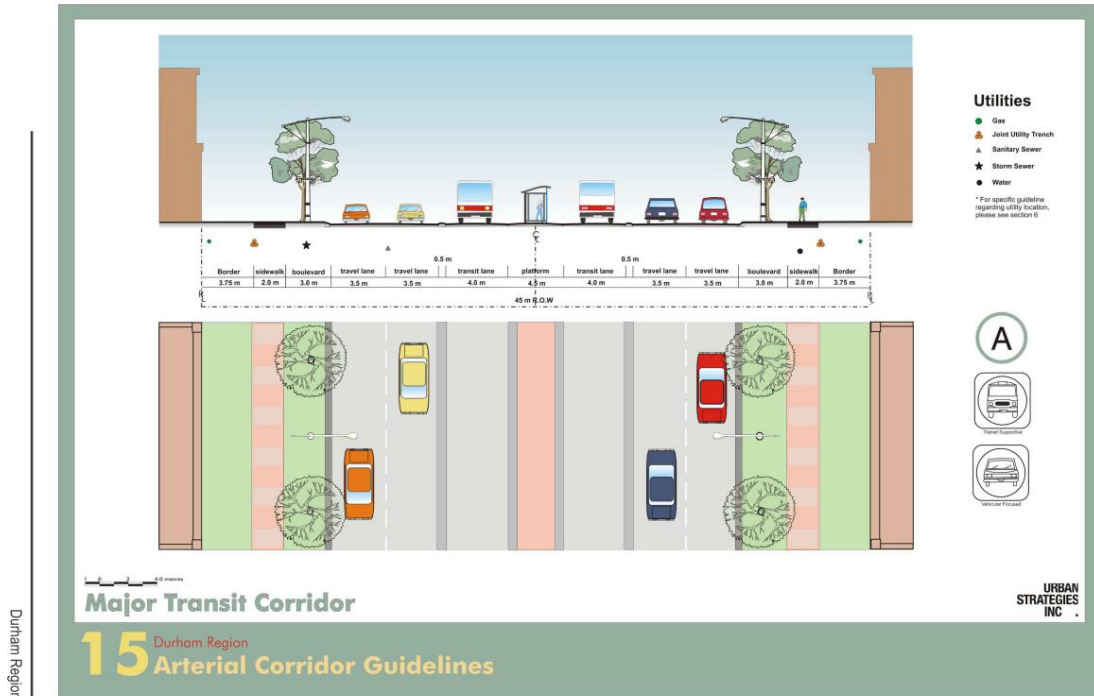 Utilities
Gas
Joint Utility Trench
Sanitary Sewer
Storm Sewer
Water
* For specific guideline
regarding utility location,
please see section 6
0.5 m 0.5 m
Border sidewalk boulevard travel lane travel lane transit lane platform transit lane travel lane travel lane boulevard sidewalk Border
3.75 m 2.0 m 3.0 m 3.5 m 3.5 m 4.0 m 4.5 m 4.0 m 3.5 m 3.5 m 3.0 m 2.0 m 3.75 m
45 m R.O.W
A
Transit Supportive
Vehicular Focused
Major Transit Corridor
URBAN
STRATEGIES
INC .
15 Durham Region
Arterial Corridor Guidelines
Durham Region